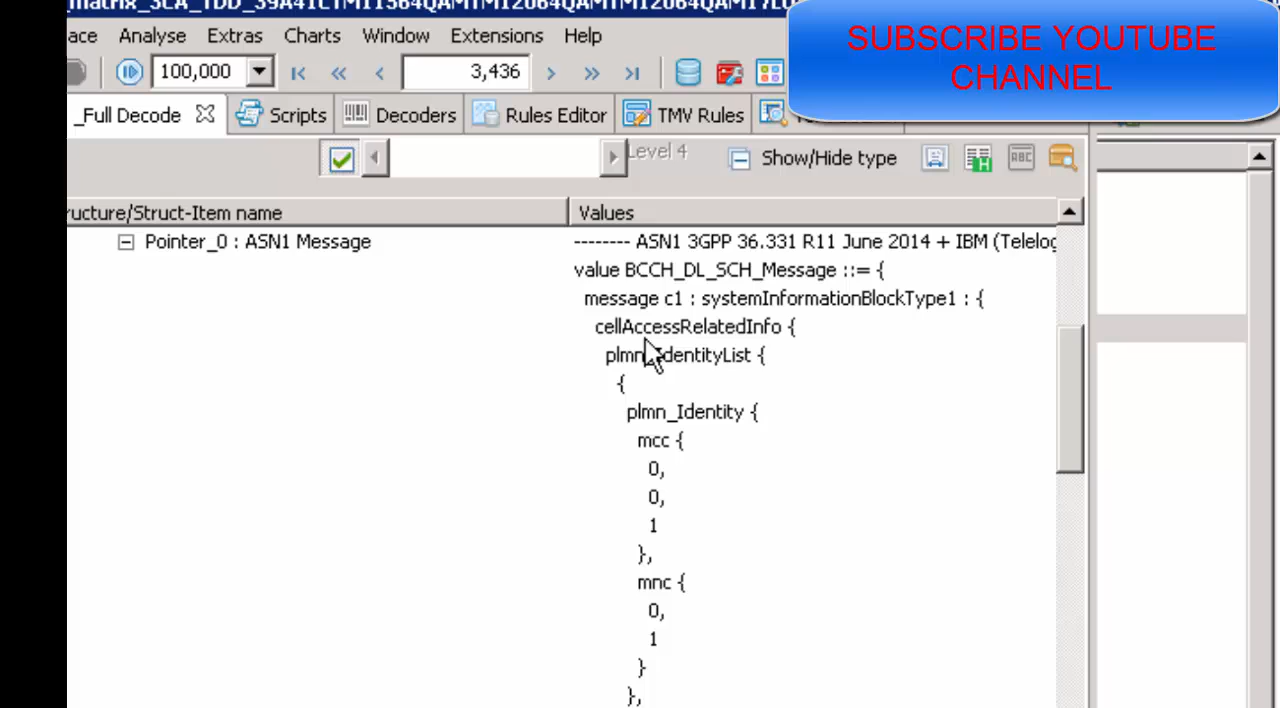 ace Analyse Extras Charts Window Extensions Help
SUBSCRIBE YOUTUBE
CHANNEL
100,000 3,436
_Full Decode Scripts Decoders Rules Editor TMV Rules
Level 4 Show/Hide type ABC
ructure/Struct-Item name Values
Pointer_0 : ASN1 Message -------- ASN1 3GPP 36.331 R11 June 2014 + IBM (Telelog
value BCCH_DL_SCH_Message ::= {
message c1 : systemInformationBlockType1 : {
cellAccessRelatedInfo {
plmn_IdentityList {
{
plmn_Identity {
mcc {
0,
0,
1
},
mnc {
0,
1
}
},